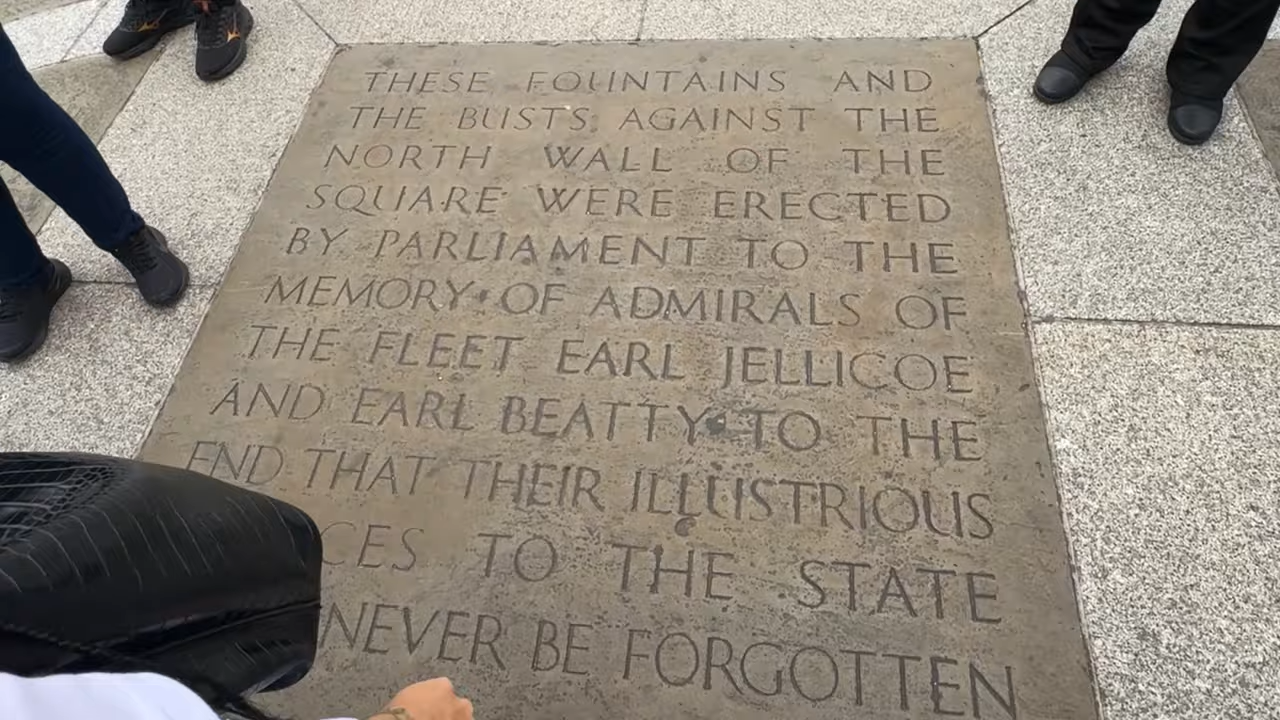 THESE FOUNTAINS AND
THE BUSTS AGAINST THE
NORTH WALL OF THE
SQUARE WERE ERECTED
BY PARLIAMENT TO THE
MEMORY OF ADMIRALS OF
THE FLEET EARL JELLICOE
AND EARL BEATTY TO THE
END THAT THEIR ILLUSTRIOUS
CES TO THE STATE
NEVER BE FORGOTTEN